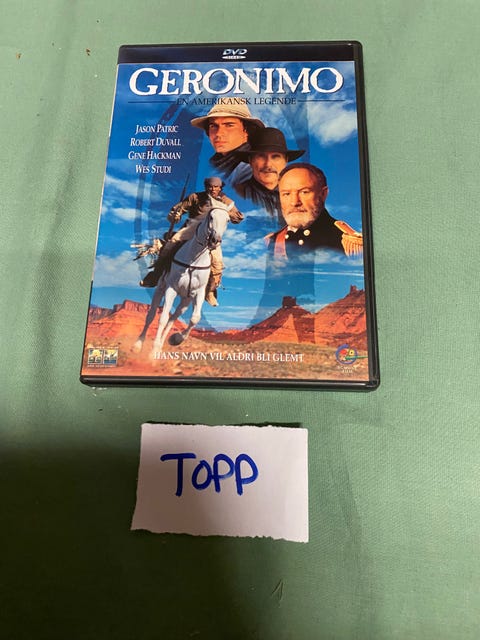 DVD
VIDEO
GERONIMO
EN AMERIKANSK LEGENDE
JASON PATRIC
ROBERT DUVALL
GENE HACKMAN
WES STUDI
HANS NAVN VIL ALDRI BLI GLEMT
TOPP